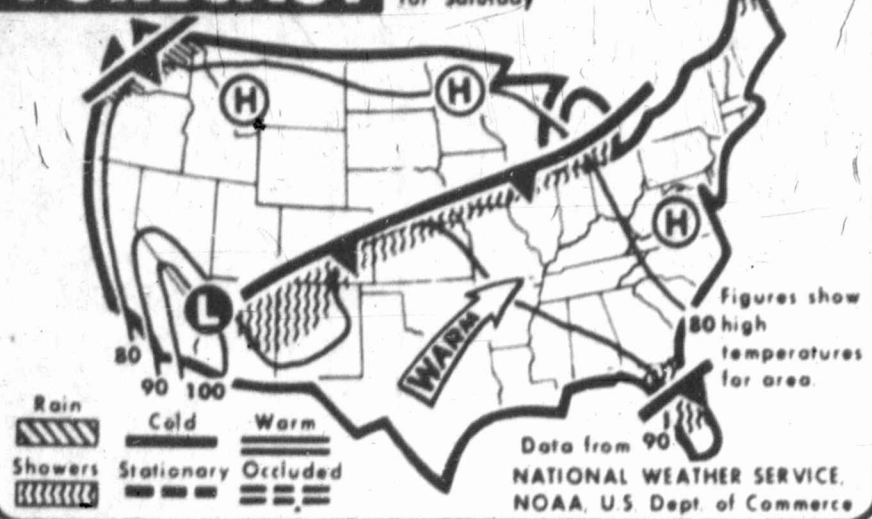 for Saturday
H
H
H
L
WARM
Figures show
80 high
temperatures
for area.
80
90 100
90
Rain
Cold Warm
Showers Stationary Occluded
Data from
NATIONAL WEATHER SERVICE,
NOAA, U.S. Dept. of Commerce